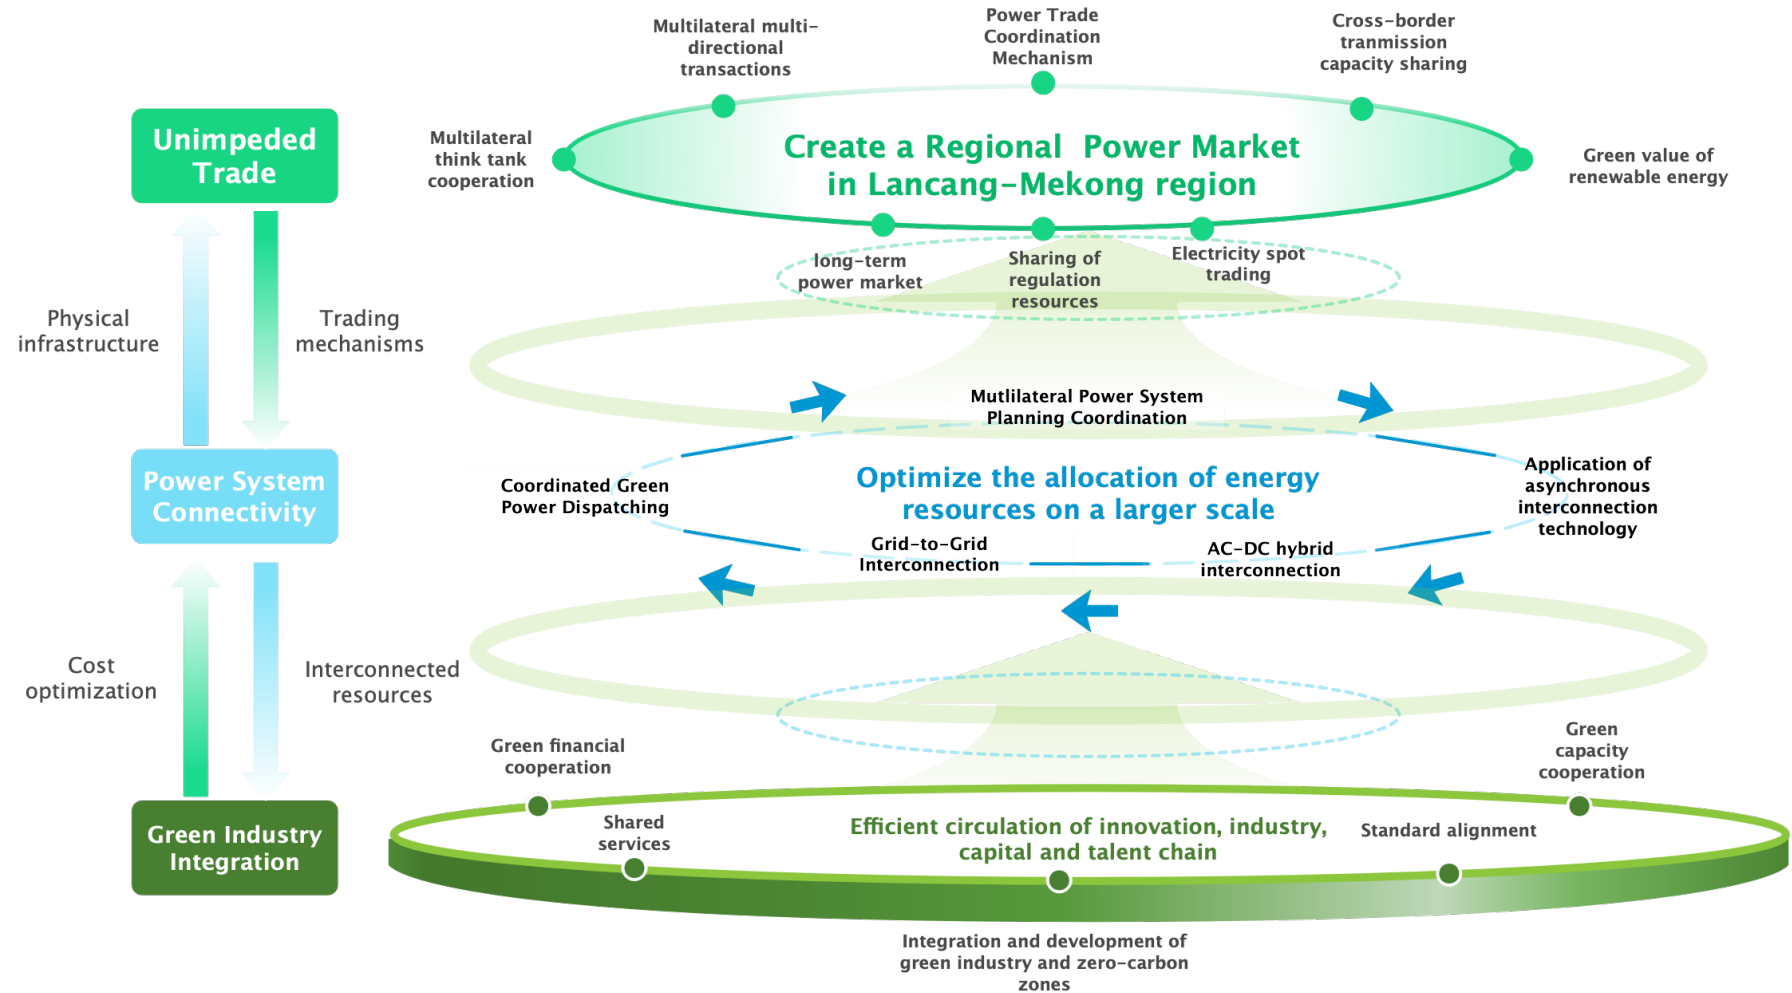 Multilateral multi-
directional
transactions
Power Trade
Coordination
Mechanism
Cross-border
tranmission
capacity sharing
Unimpeded
Trade
Multilateral
think tank
cooperation
Create a Regional Power Market
in Lancang-Mekong region
Green value of
renewable energy
long-term
power market
Sharing of
regulation
resources
Electricity spot
trading
Physical
infrastructure
Trading
mechanisms
Mutlilateral Power System
Planning Coordination
Power System
Connectivity
Coordinated Green
Power Dispatching
Optimize the allocation of energy
resources on a larger scale
Application of
asynchronous
interconnection
technology
Grid-to-Grid
Interconnection
AC-DC hybrid
interconnection
Cost
optimization
Interconnected
resources
Green financial
cooperation
Green
capacity
cooperation
Green Industry
Integration
Shared
services
Efficient circulation of innovation, industry,
capital and talent chain
Standard alignment
Integration and development of
green industry and zero-carbon
zones